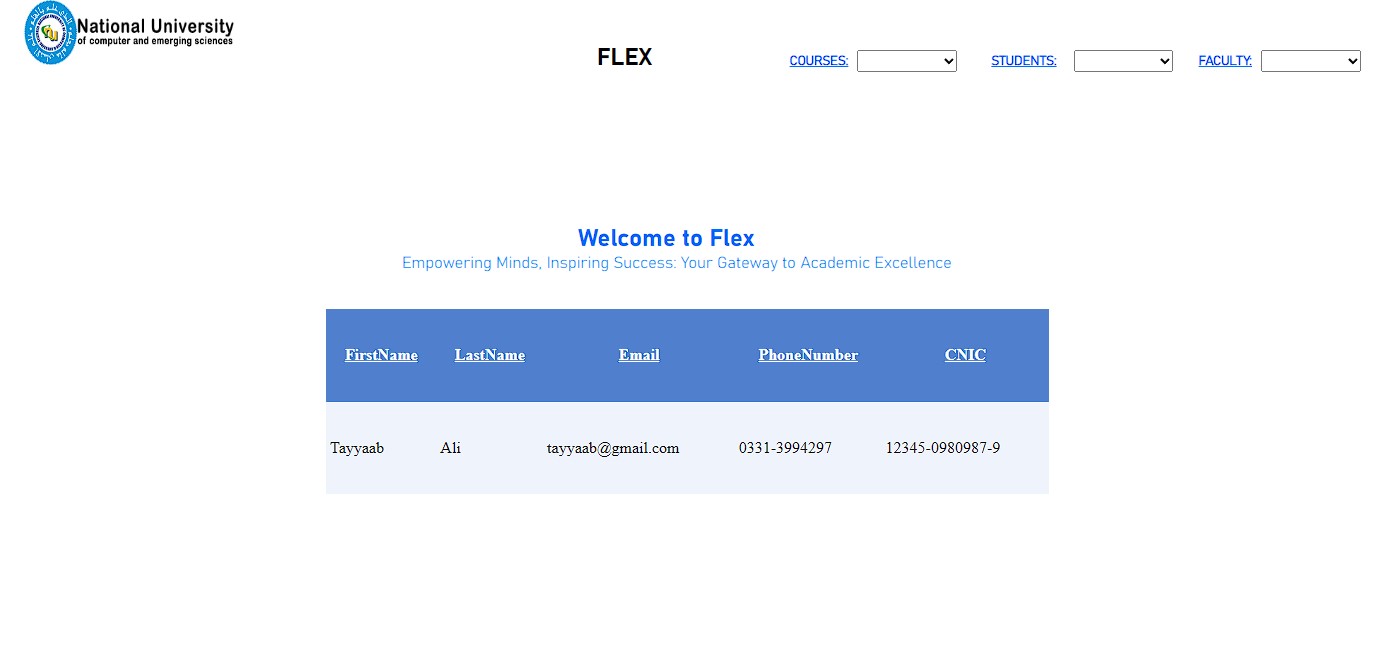 National University
of computer and emerging sciences
FLEX
COURSES:
STUDENTS:
FACULTY:
Welcome to Flex
Empowering Minds, Inspiring Success: Your Gateway to Academic Excellence
FirstName LastName Email PhoneNumber CNIC
Tayyaab Ali tayyaab@gmail.com 0331-3994297 12345-0980987-9